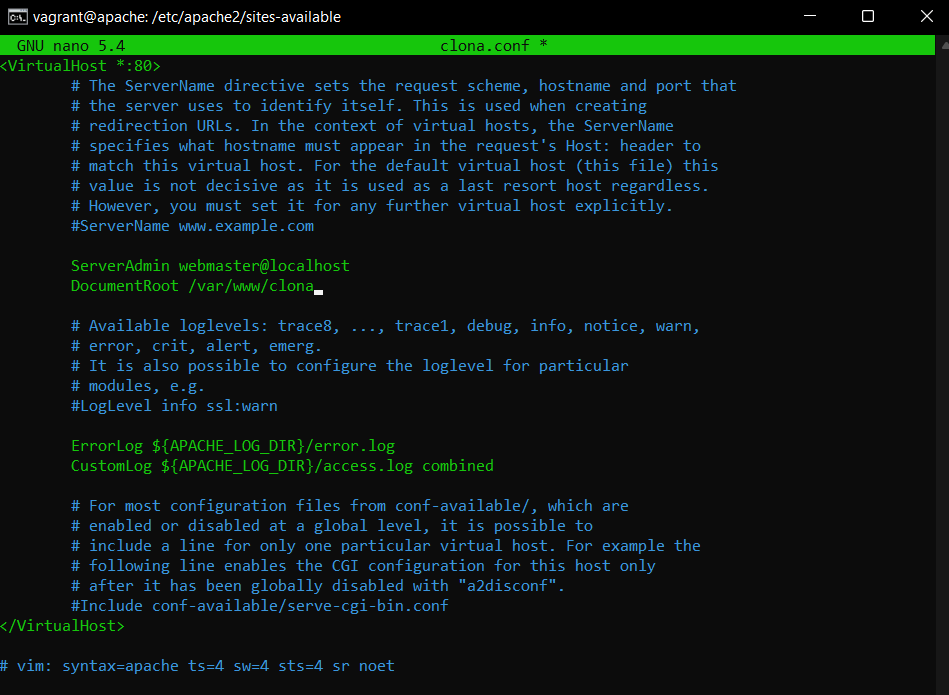 vagrant@apache: /etc/apache2/sites-available
GNU nano 5.4 clona.conf *
<VirtualHost *:80>
# The ServerName directive sets the request scheme, hostname and port that
# the server uses to identify itself. This is used when creating
# redirection URLs. In the context of virtual hosts, the ServerName
# specifies what hostname must appear in the request's Host: header to
# match this virtual host. For the default virtual host (this file) this
# value is not decisive as it is used as a last resort host regardless.
# However, you must set it for any further virtual host explicitly.
#ServerName www.example.com
ServerAdmin webmaster@localhost
DocumentRoot /var/www/clona
# Available loglevels: trace8, ..., trace1, debug, info, notice, warn,
# error, crit, alert, emerg.
# It is also possible to configure the loglevel for particular
# modules, e.g.
#LogLevel info ssl:warn
ErrorLog ${APACHE_LOG_DIR}/error.log
CustomLog ${APACHE_LOG_DIR}/access.log combined
# For most configuration files from conf-available/, which are
# enabled or disabled at a global level, it is possible to
# include a line for only one particular virtual host. For example the
# following line enables the CGI configuration for this host only
# after it has been globally disabled with "a2disconf".
#Include conf-available/serve-cgi-bin.conf
</VirtualHost>
# vim: syntax=apache ts=4 sw=4 sts=4 sr noet